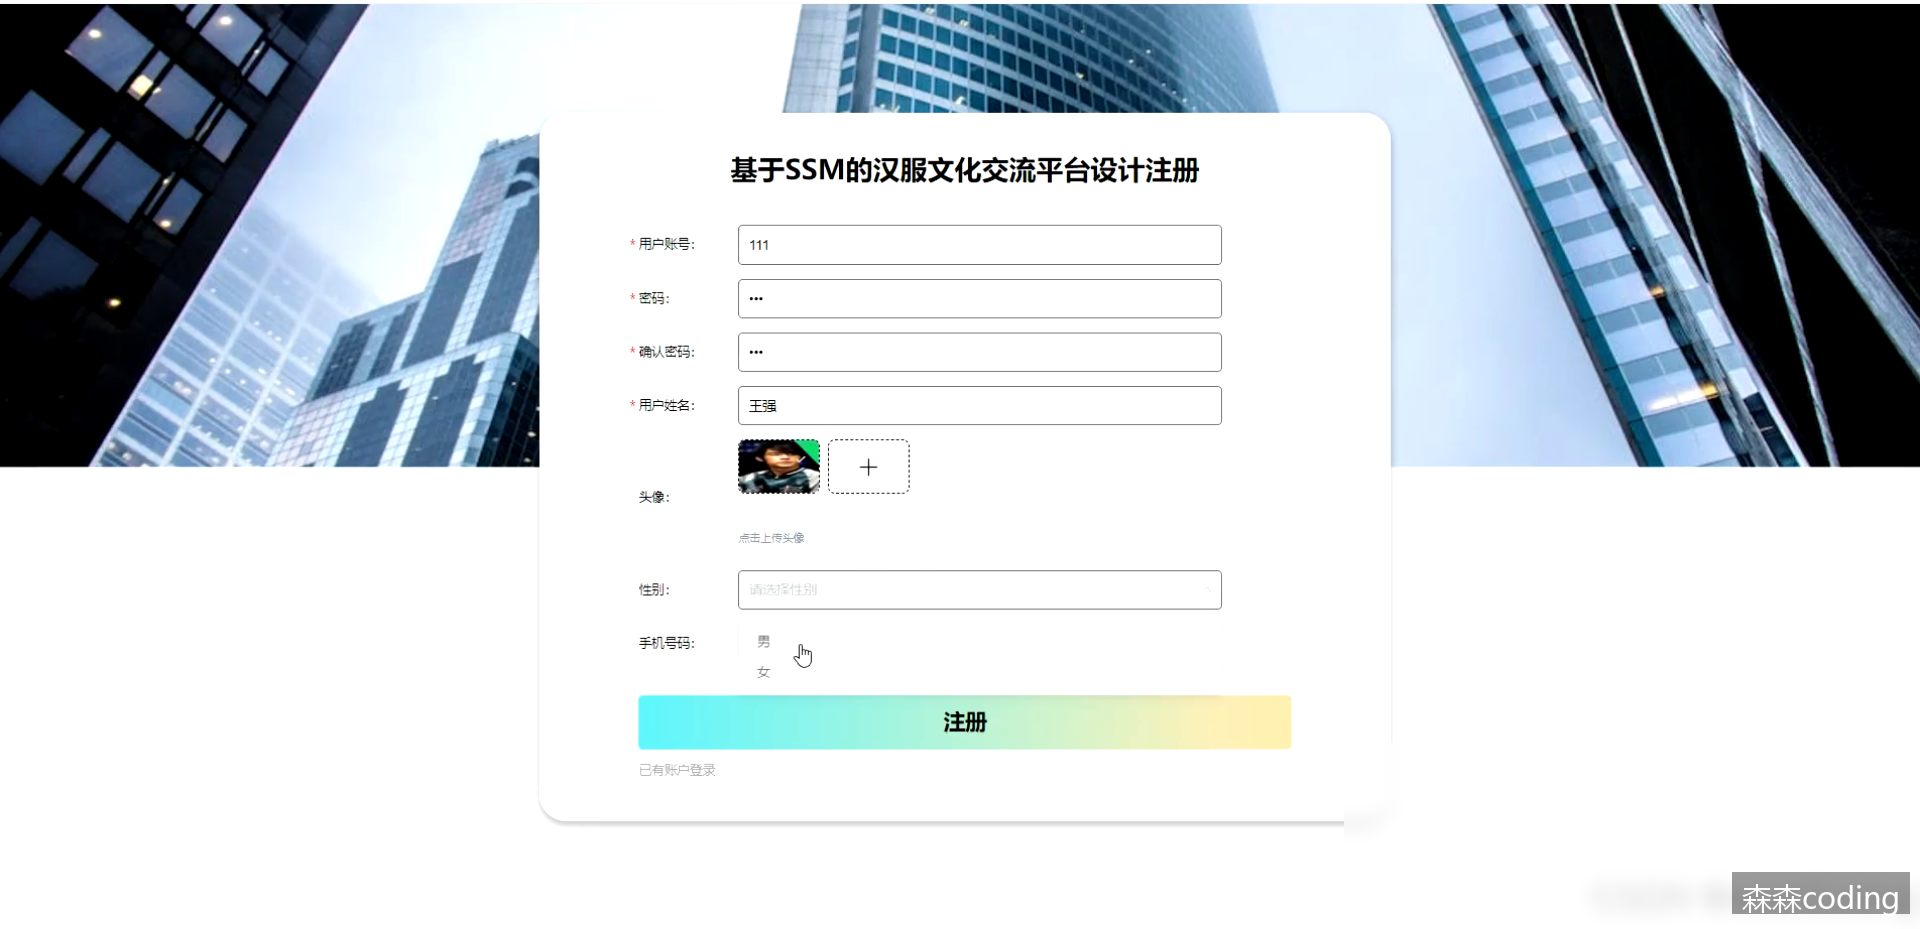 基于SSM的汉服文化交流平台设计注册
* 用户账号： 111
* 密码： •••
* 确认密码： •••
* 用户姓名： 王强
头像：
点击上传头像
性别： 请选择性别
手机号码： 男
女
注册
已有账户登录
森森coding